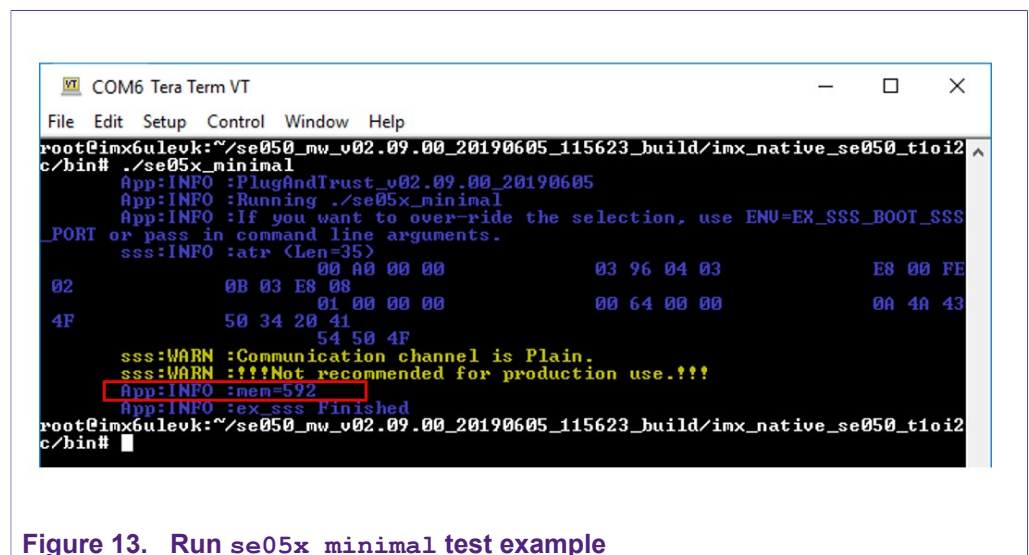 COM6 Tera Term VT
File Edit Setup Control Window Help
root@imx6ulevk:~/se050_mw_v02.09.00_20190605_115623_build/imx_native_se050_t1oi2
c/bin# ./se05x_minimal
App:INFO :PlugAndTrust_v02.09.00_20190605
App:INFO :Running ./se05x_minimal
App:INFO :If you want to over-ride the selection, use ENV=EX_SSS_BOOT_SSS
_PORT or pass in command line arguments.
sss:INFO :atr (Len=35)
00 A0 00 00 03 96 04 03 E8 00 FE
02 0B 03 E8 08
01 00 00 00 00 64 00 00 0A 4A 43
4F 50 34 20 41
54 50 4F
sss:WARN :Communication channel is Plain.
sss:WARN :!!!Not recommended for production use.!!!
App:INFO :mem=592
App:INFO :ex_sss Finished
root@imx6ulevk:~/se050_mw_v02.09.00_20190605_115623_build/imx_native_se050_t1oi2
c/bin#
Figure 13. Run se05x minimal test example